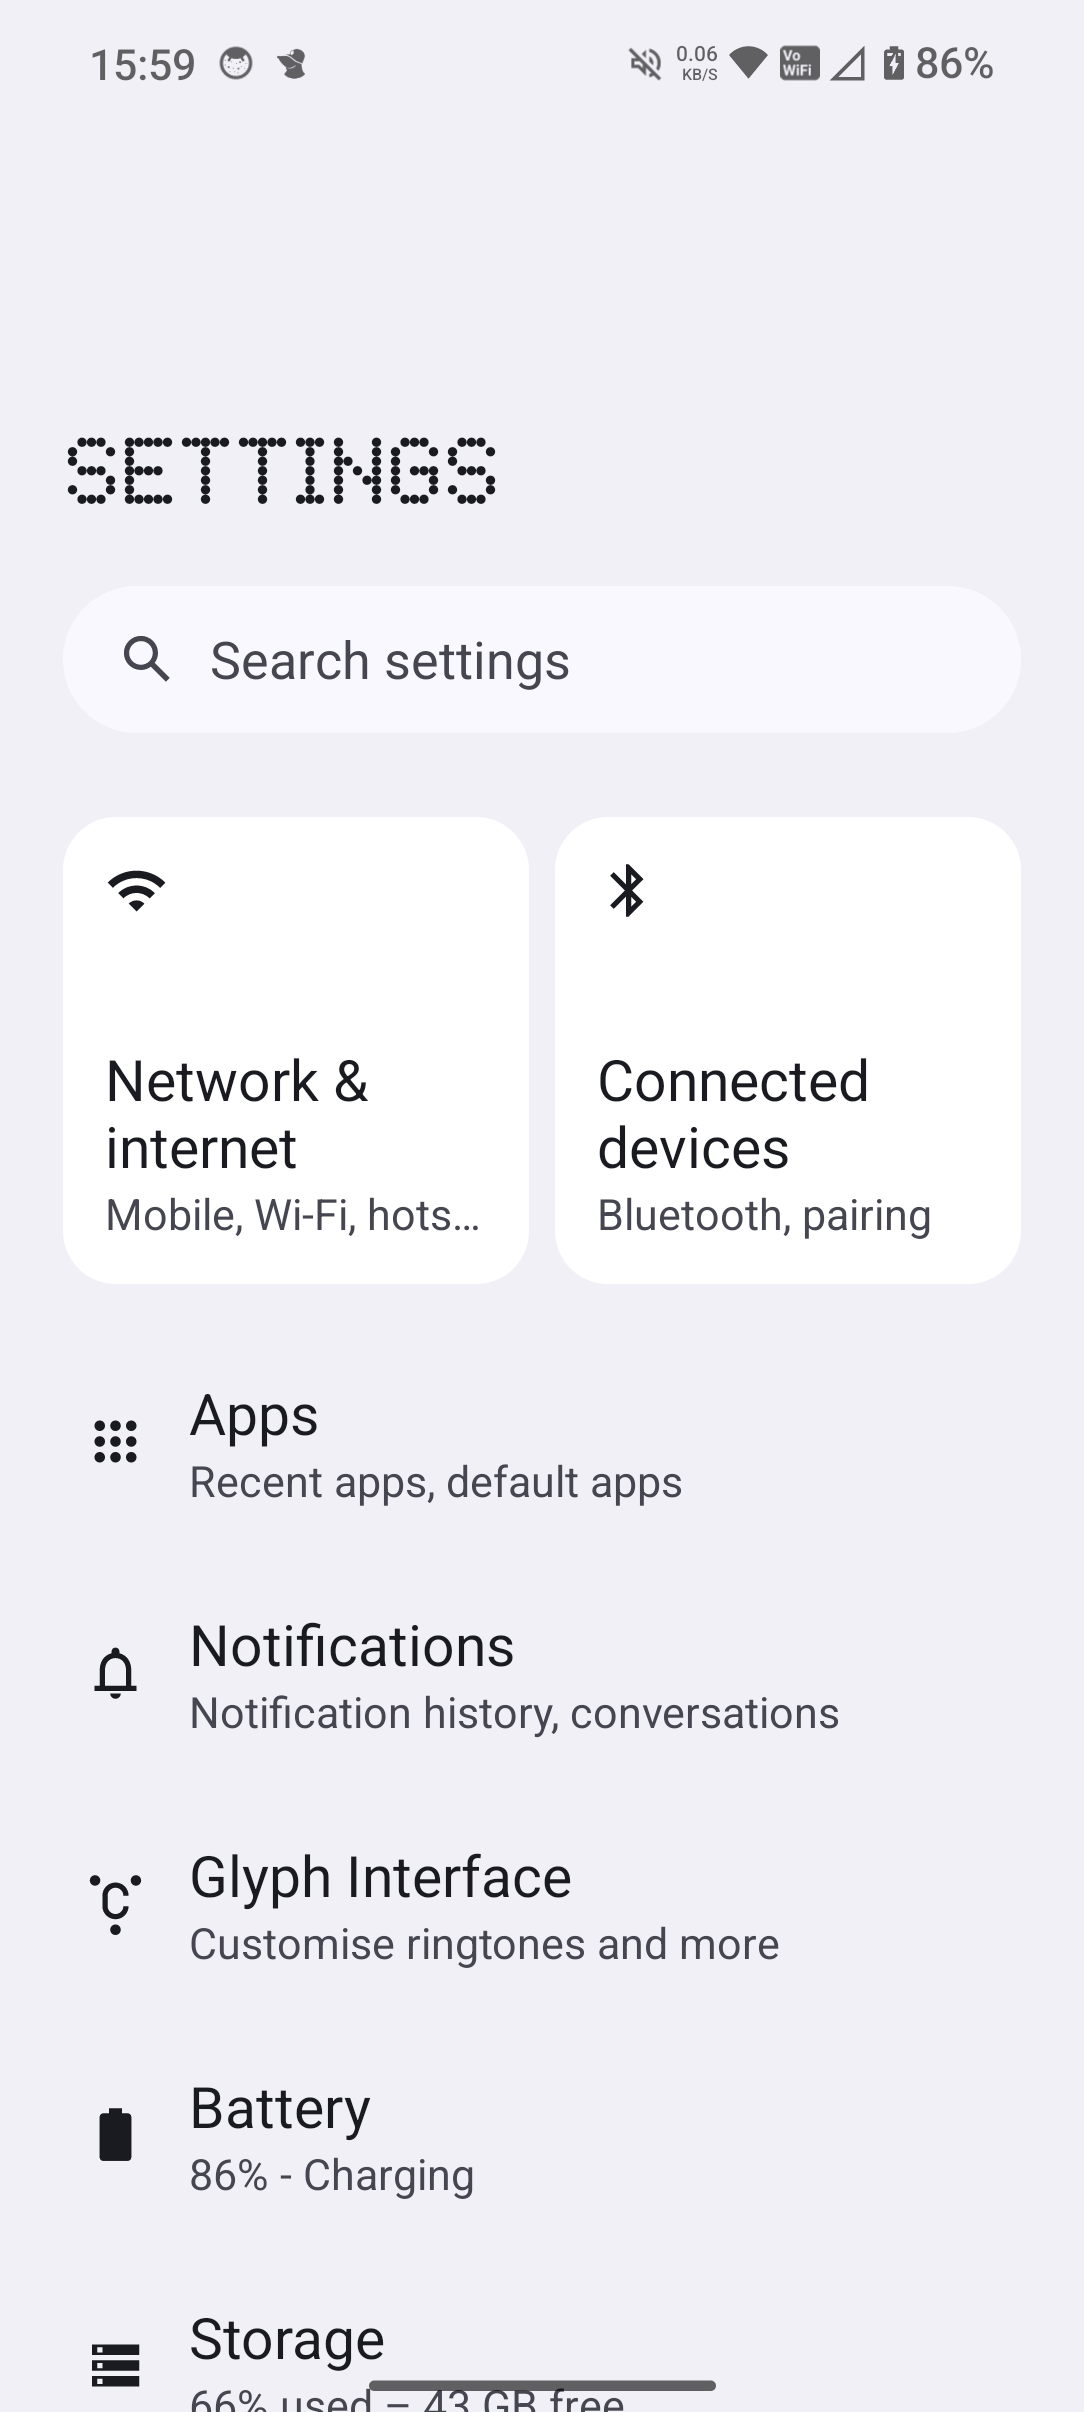 15:59
0.06
KB/S
Vo
WiFi
86%
SETTINGS
Search settings
Network &
internet
Mobile, Wi-Fi, hots…
Connected
devices
Bluetooth, pairing
Apps
Recent apps, default apps
Notifications
Notification history, conversations
Glyph Interface
Customise ringtones and more
Battery
86% - Charging
Storage
66% used – 43 GB free